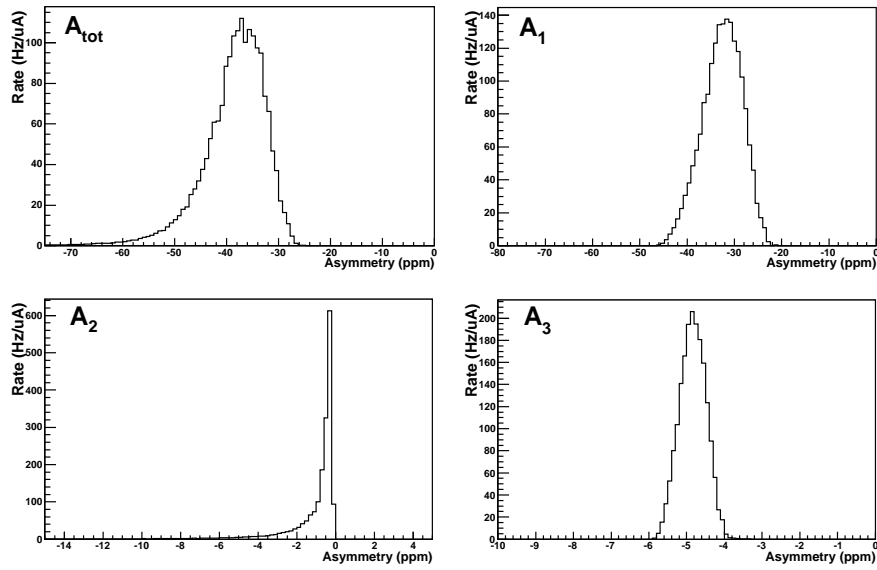 A_tot
Rate (Hz/uA)
100
80
60
40
20
0
-70 -60 -50 -40 -30 -20 -10 0
Asymmetry (ppm)
A_1
Rate (Hz/uA)
140
120
100
80
60
40
20
0
-80 -70 -60 -50 -40 -30 -20 -10 0
Asymmetry (ppm)
A_2
Rate (Hz/uA)
600
500
400
300
200
100
0
-14 -12 -10 -8 -6 -4 -2 0 2 4
Asymmetry (ppm)
A_3
Rate (Hz/uA)
200
180
160
140
120
100
80
60
40
20
0
-10 -9 -8 -7 -6 -5 -4 -3 -2 -1 0
Asymmetry (ppm)